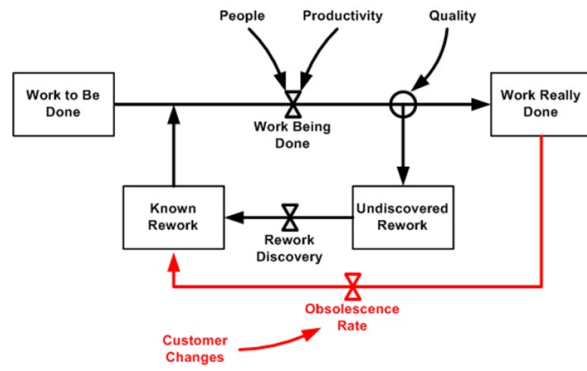 People
Productivity
Quality
Work to Be
Done
Work Being
Done
Work Really
Done
Known
Rework
Rework
Discovery
Undiscovered
Rework
Obsolescence
Rate
Customer
Changes